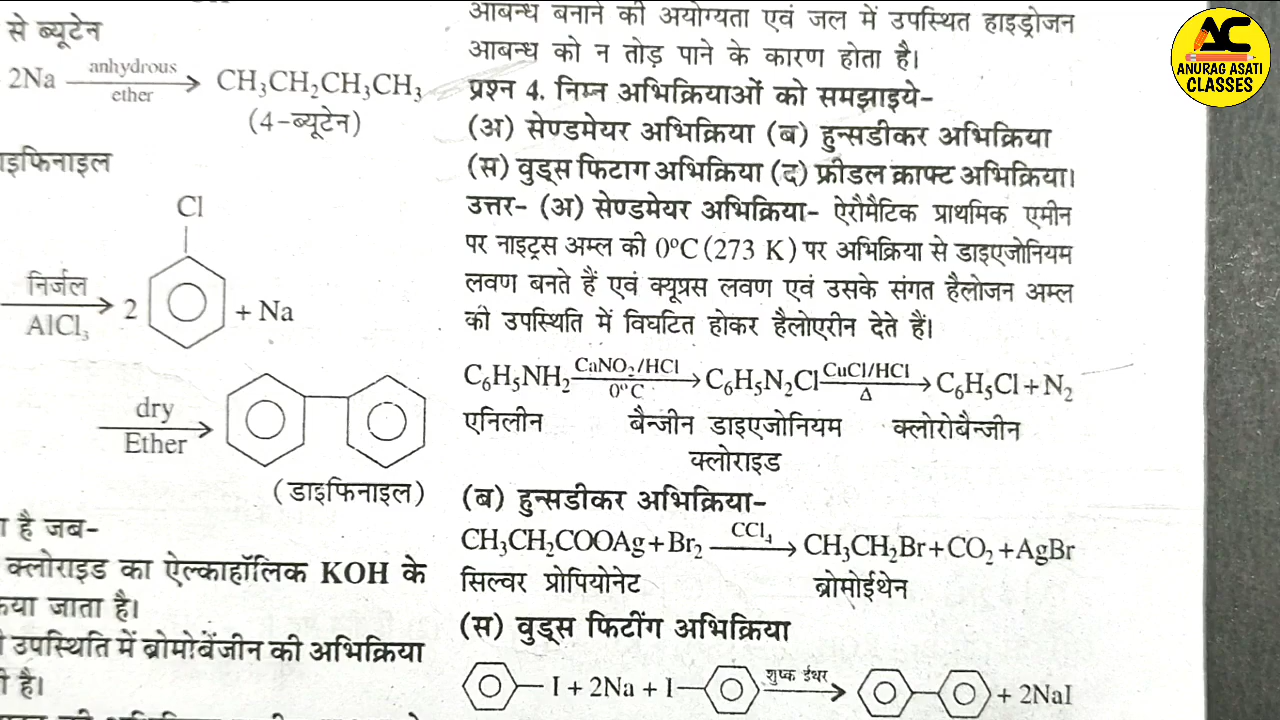 से ब्यूटेन
2Na anhydrous ether → CH₃CH₂CH₃CH₃
(4-ब्यूटेन)
Cl
निर्जल AlCl₃ → 2 + Na
dry Ether →
(डाइफिनाइल)
है जब-
क्लोराइड का ऐल्काहॉलिक KOH के
जाता है।
उपस्थिति में ब्रोमोबेंजीन की अभिक्रिया
है।
आबन्ध बनाने की अयोग्यता एवं जल में उपस्थित हाइड्रोजन
आबन्ध को न तोड़ पाने के कारण होता है।
प्रश्न 4. निम्न अभिक्रियाओं को समझाइये-
(अ) सेण्डमेयर अभिक्रिया (ब) हुन्सडीकर अभिक्रिया
(स) वुड्स फिटाग अभिक्रिया (द) फ्रीडल क्राफ्ट अभिक्रिया।
उत्तर- (अ) सेण्डमेयर अभिक्रिया- ऐरोमैटिक प्राथमिक एमीन
पर नाइट्रस अम्ल की 0°C (273 K) पर अभिक्रिया से डाइएजोनियम
लवण बनते हैं एवं क्यूप्रस लवण एवं उसके संगत हैलोजन अम्ल
की उपस्थिति में विघटित होकर हैलोएरीन देते हैं।
C₆H₅NH₂ CaNO₂/HCl 0°C → C₆H₅N₂Cl CuCl/HCl Δ → C₆H₅Cl + N₂
एनिलीन बैन्जीन डाइएजोनियम क्लोरोबैन्जीन
क्लोराइड
(ब) हुन्सडीकर अभिक्रिया-
CH₃CH₂COOAg + Br₂ CCl₄ → CH₃CH₂Br + CO₂ + AgBr
सिल्वर प्रोपियोनेट ब्रोमोईथेन
(स) वुड्स फिटींग अभिक्रिया
I + 2Na + I शुष्क ईथर → + 2NaI
AC
ANURAG ASATI
CLASSES